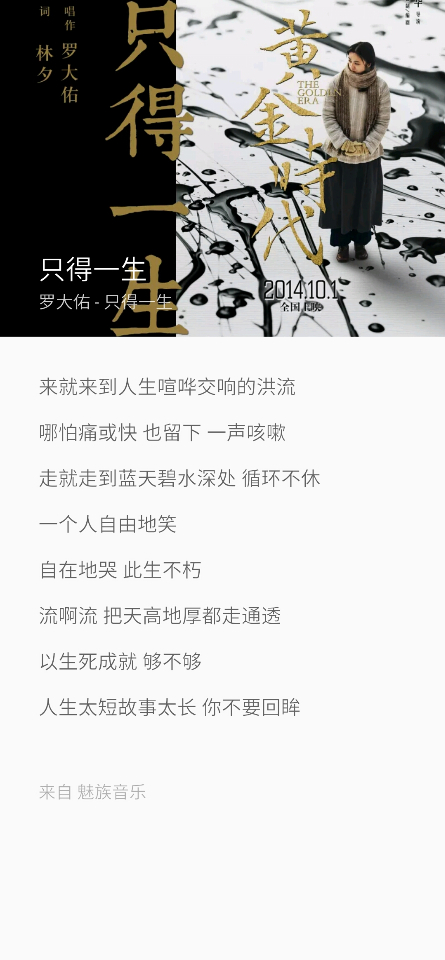 词
林夕
唱作
罗大佑
只得一生
黄金时代
THE
GOLDEN
ERA
2014.10.1
全国上映
只得一生
罗大佑 - 只得一生
来就来到人生喧哗交响的洪流
哪怕痛或快 也留下 一声咳嗽
走就走到蓝天碧水深处 循环不休
一个人自由地笑
自在地哭 此生不朽
流啊流 把天高地厚都走通透
以生死成就 够不够
人生太短故事太长 你不要回眸
来自 魅族音乐